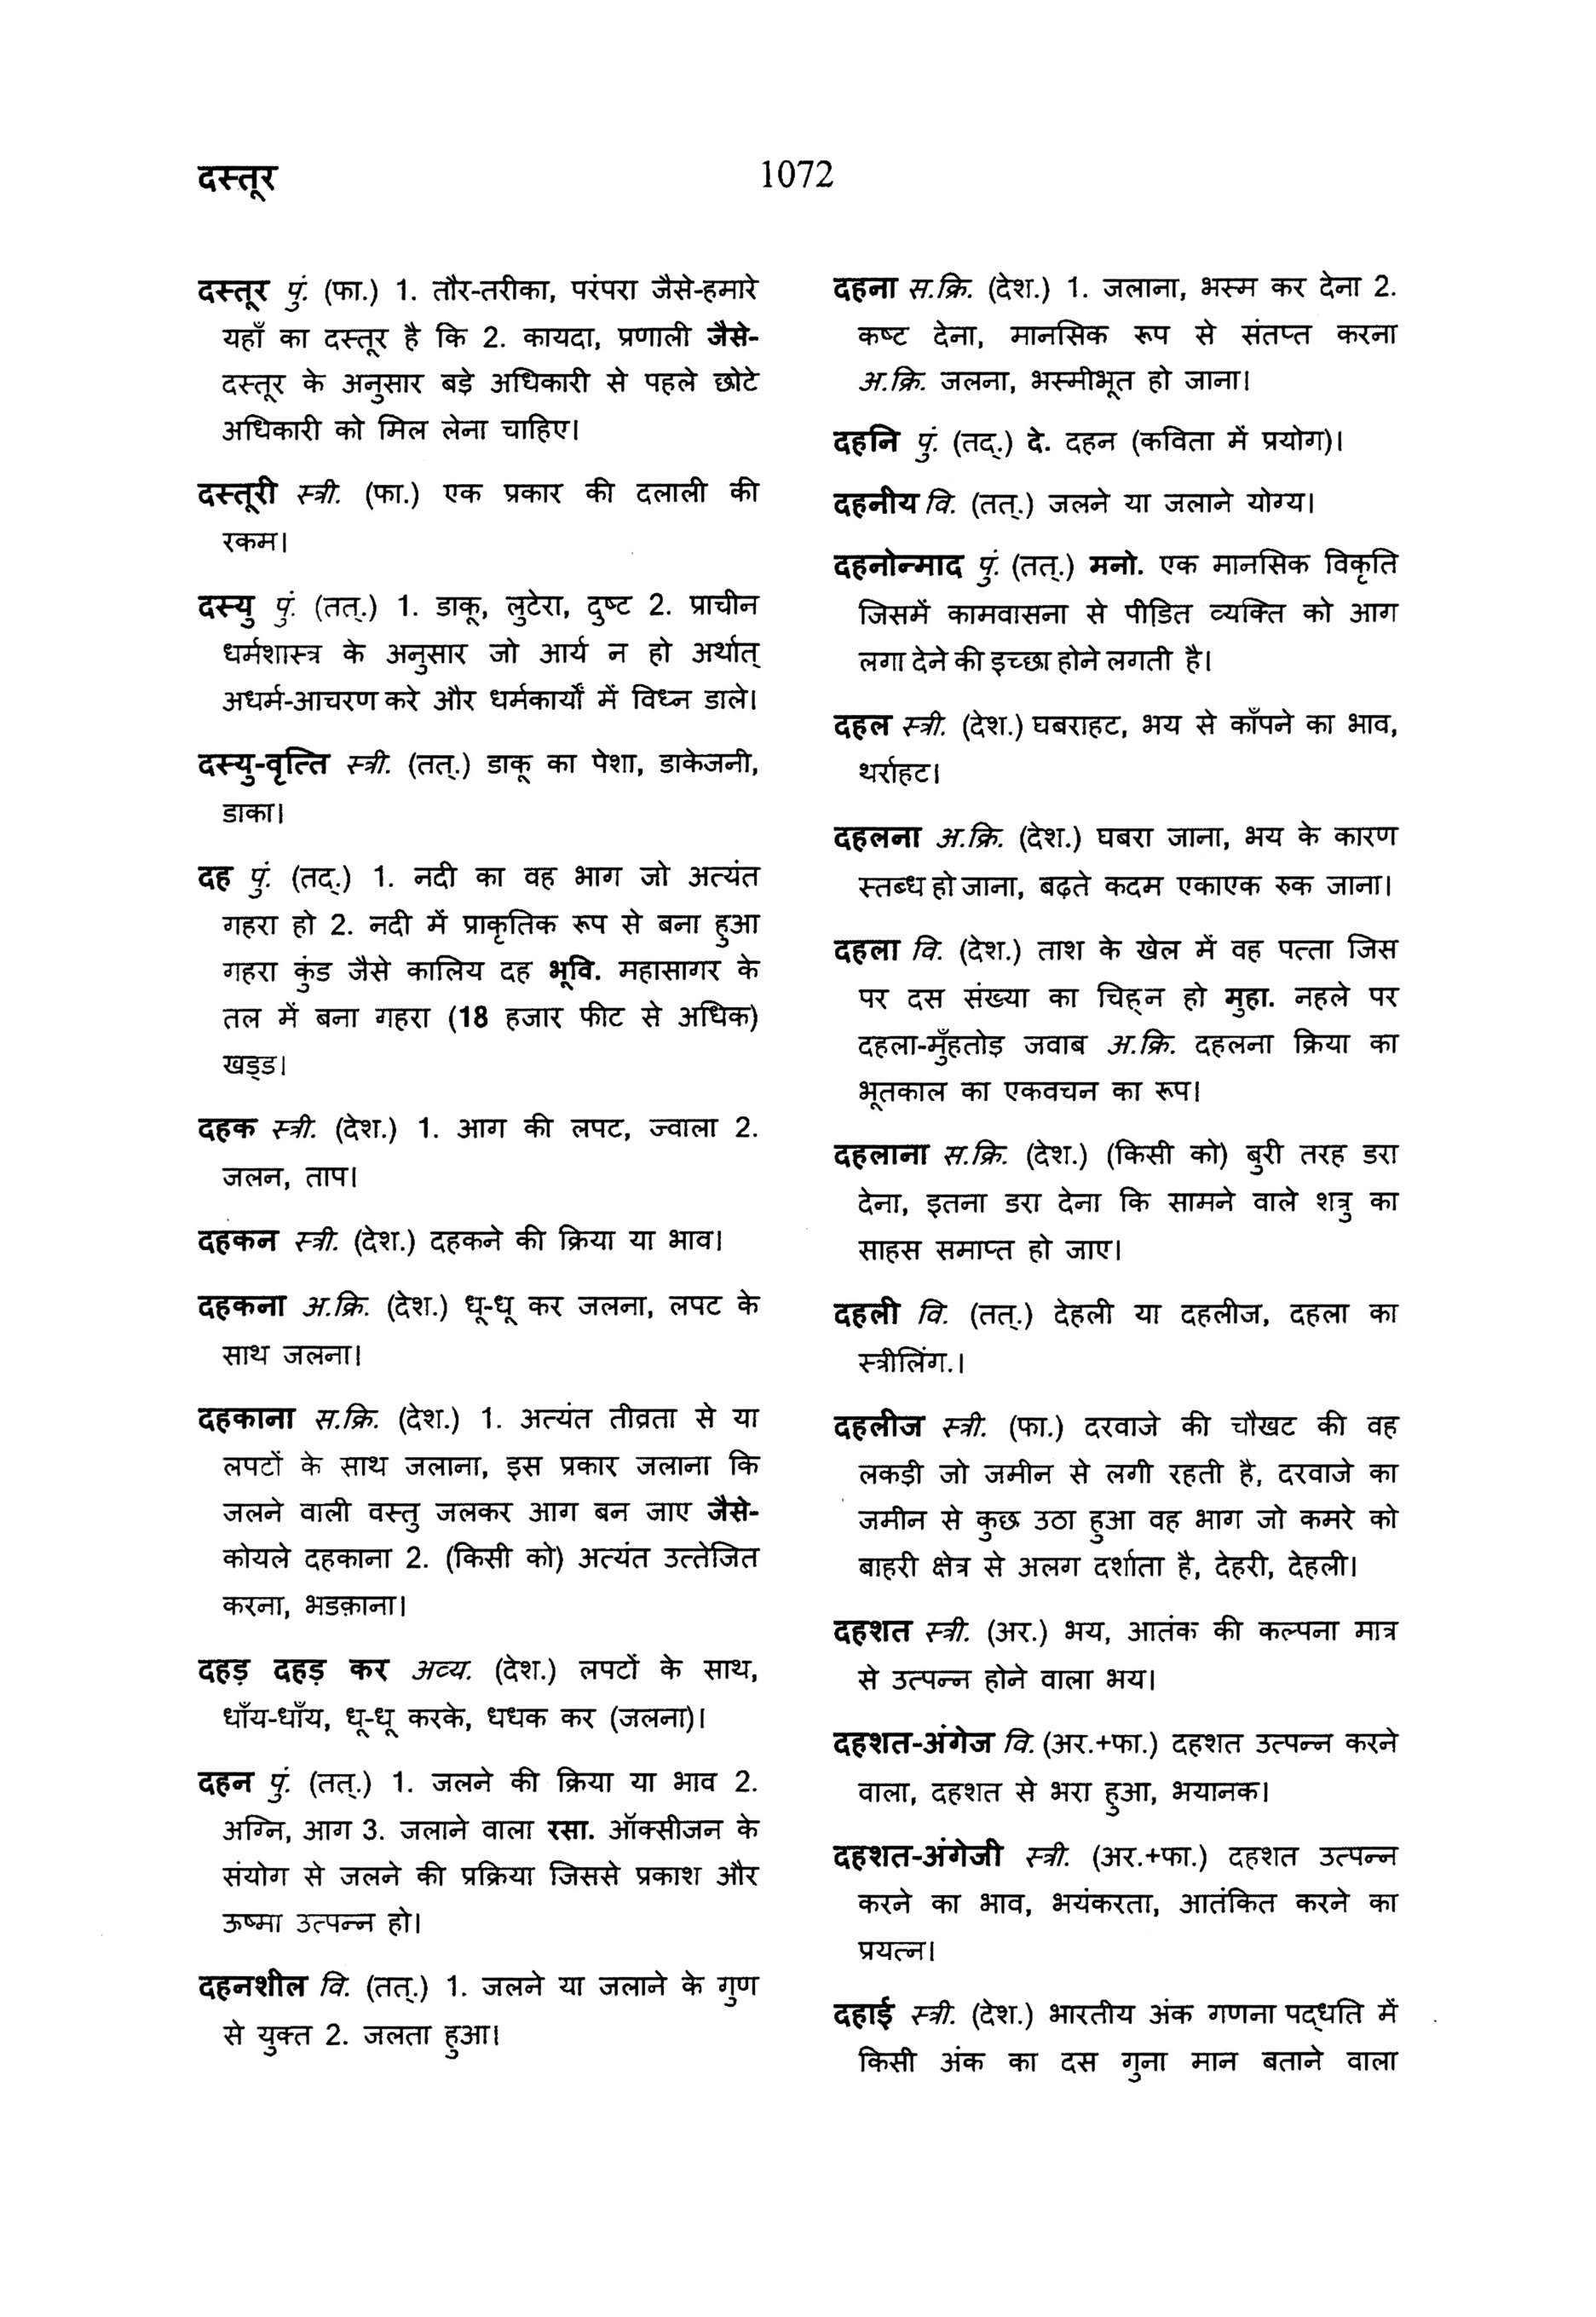 दस्तूर
1072
दस्तूर पुं. (फा.) 1. तौर-तरीका, परंपरा जैसे-हमारे
यहाँ का दस्तूर है कि 2. कायदा, प्रणाली जैसे-
दस्तूर के अनुसार बड़े अधिकारी से पहले छोटे
अधिकारी को मिल लेना चाहिए।
दस्तूरी स्त्री. (फा.) एक प्रकार की दलाली की
रकम।
दस्यु पुं. (तत्.) 1. डाकू, लुटेरा, दुष्ट 2. प्राचीन
धर्मशास्त्र के अनुसार जो आर्य न हो अर्थात्
अधर्म-आचरण करे और धर्मकार्यों में विध्न डाले।
दस्यु-वृत्ति स्त्री. (तत्.) डाकू का पेशा, डाकेजनी,
डाका।
दह पुं. (तद्.) 1. नदी का वह भाग जो अत्यंत
गहरा हो 2. नदी में प्राकृतिक रूप से बना हुआ
गहरा कुंड जैसे कालिय दह भूवि. महासागर के
तल में बना गहरा (18 हजार फीट से अधिक)
खड्ड।
दहक स्त्री. (देश.) 1. आग की लपट, ज्वाला 2.
जलन, ताप।
दहकन स्त्री. (देश.) दहकने की क्रिया या भाव।
दहकना अ.क्रि. (देश.) धू-धू कर जलना, लपट के
साथ जलना।
दहकाना स.क्रि. (देश.) 1. अत्यंत तीव्रता से या
लपटों के साथ जलाना, इस प्रकार जलाना कि
जलने वाली वस्तु जलकर आग बन जाए जैसे-
कोयले दहकाना 2. (किसी को) अत्यंत उत्तेजित
करना, भडक़ाना।
दहड़ दहड़ कर अव्य. (देश.) लपटों के साथ,
धाँय-धाँय, धू-धू करके, धधक कर (जलना)।
दहन पुं. (तत्.) 1. जलने की क्रिया या भाव 2.
अग्नि, आग 3. जलाने वाला रसा. ऑक्सीजन के
संयोग से जलने की प्रक्रिया जिससे प्रकाश और
ऊष्मा उत्पन्न हो।
दहनशील वि. (तत्.) 1. जलने या जलाने के गुण
से युक्त 2. जलता हुआ।
दहना स.क्रि. (देश.) 1. जलाना, भस्म कर देना 2.
कष्ट देना, मानसिक रूप से संतप्त करना
अ.क्रि. जलना, भस्मीभूत हो जाना।
दहनि पुं. (तद्.) दे. दहन (कविता में प्रयोग)।
दहनीय वि. (तत्.) जलने या जलाने योग्य।
दहनोन्माद पुं. (तत्.) मनो. एक मानसिक विकृति
जिसमें कामवासना से पीडि़त व्यक्ति को आग
लगा देने की इच्छा होने लगती है।
दहल स्त्री. (देश.) घबराहट, भय से काँपने का भाव,
थर्राहट।
दहलना अ.क्रि. (देश.) घबरा जाना, भय के कारण
स्तब्ध हो जाना, बढ़ते कदम एकाएक रुक जाना।
दहला वि. (देश.) ताश के खेल में वह पत्ता जिस
पर दस संख्या का चिह्न हो मुहा. नहले पर
दहला-मुँहतोड़ जवाब अ.क्रि. दहलना क्रिया का
भूतकाल का एकवचन का रूप।
दहलाना स.क्रि. (देश.) (किसी को) बुरी तरह डरा
देना, इतना डरा देना कि सामने वाले शत्रु का
साहस समाप्त हो जाए।
दहली वि. (तत्.) देहली या दहलीज, दहला का
स्त्रीलिंग.।
दहलीज स्त्री. (फा.) दरवाजे की चौखट की वह
लकड़ी जो जमीन से लगी रहती है, दरवाजे का
जमीन से कुछ उठा हुआ वह भाग जो कमरे को
बाहरी क्षेत्र से अलग दर्शाता है, देहरी, देहली।
दहशत स्त्री. (अर.) भय, आतंक की कल्पना मात्र
से उत्पन्न होने वाला भय।
दहशत-अंगेज वि. (अर.+फा.) दहशत उत्पन्न करने
वाला, दहशत से भरा हुआ, भयानक।
दहशत-अंगेजी स्त्री. (अर.+फा.) दहशत उत्पन्न
करने का भाव, भयंकरता, आतंकित करने का
प्रयत्न।
दहाई स्त्री. (देश.) भारतीय अंक गणना पद्धति में
किसी अंक का दस गुना मान बताने वाला